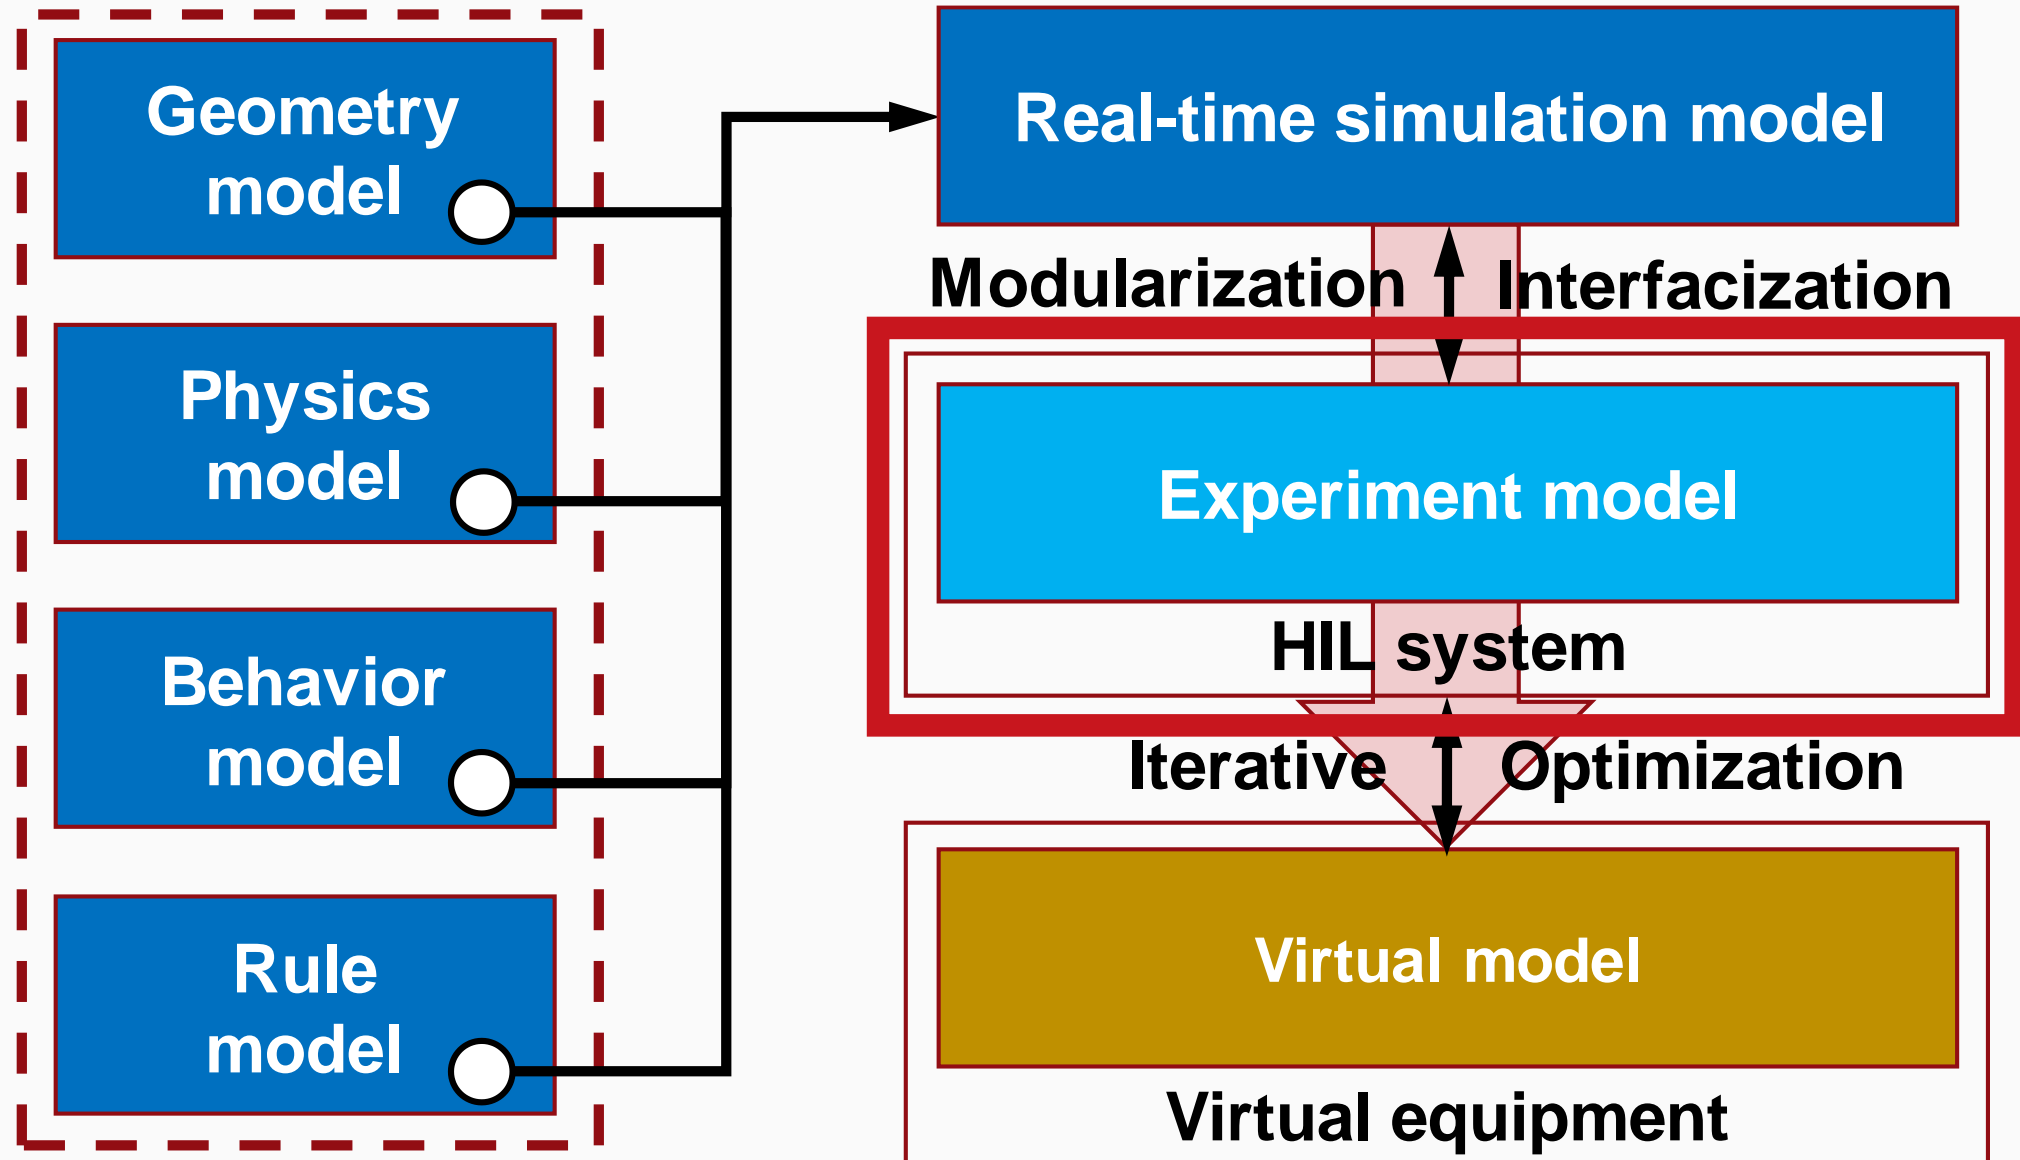 Geometry
model
Physics
model
Behavior
model
Rule
model
Real-time simulation model
Modularization Interfacization
Experiment model
HIL system
Iterative Optimization
Virtual model
Virtual equipment